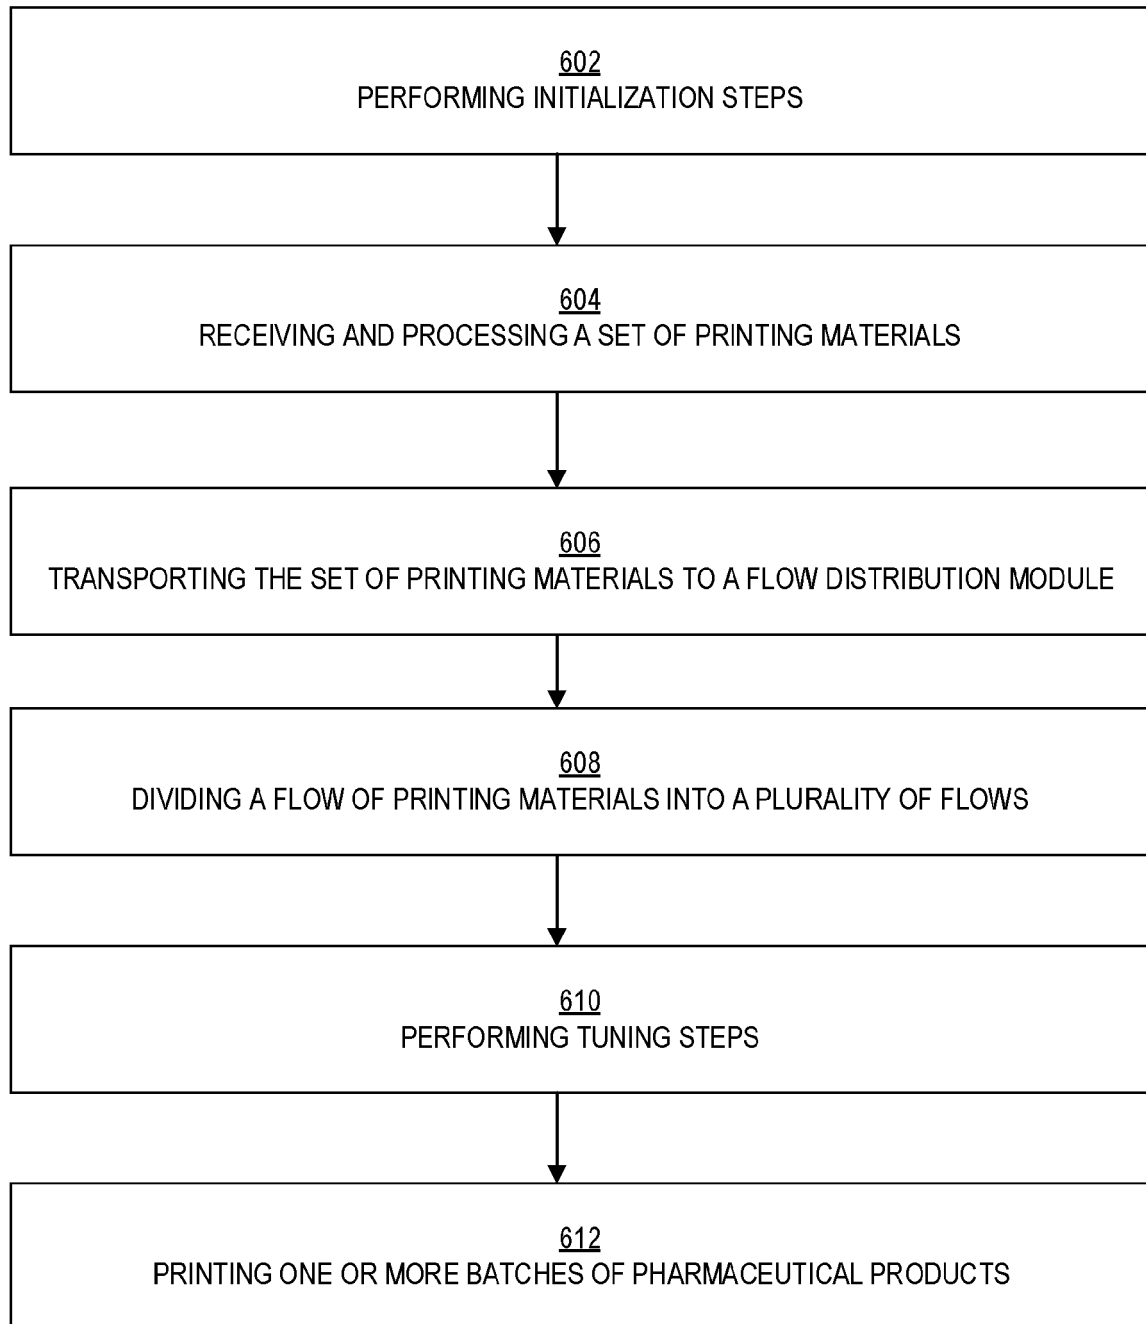 602
PERFORMING INITIALIZATION STEPS
604
RECEIVING AND PROCESSING A SET OF PRINTING MATERIALS
606
TRANSPORTING THE SET OF PRINTING MATERIALS TO A FLOW DISTRIBUTION MODULE
608
DIVIDING A FLOW OF PRINTING MATERIALS INTO A PLURALITY OF FLOWS
610
PERFORMING TUNING STEPS
612
PRINTING ONE OR MORE BATCHES OF PHARMACEUTICAL PRODUCTS